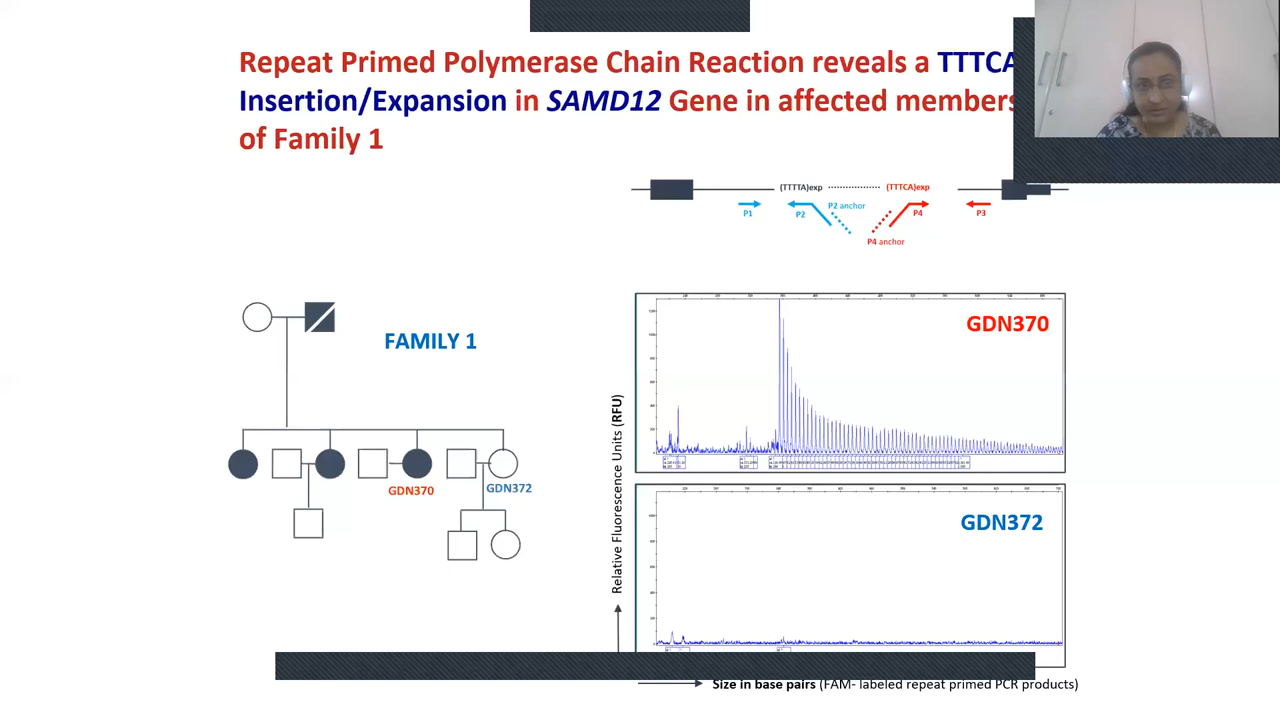 Repeat Primed Polymerase Chain Reaction reveals a TTTCA
Insertion/Expansion in SAMD12 Gene in affected members
of Family 1
(TTTTA)exp (TTTCA)exp
P1 P2 P2 anchor P4 P3
P4 anchor
FAMILY 1
GDN370
GDN370
GDN372
GDN372
Relative Fluorescence Units (RFU)
Size in base pairs (FAM- labeled repeat primed PCR products)